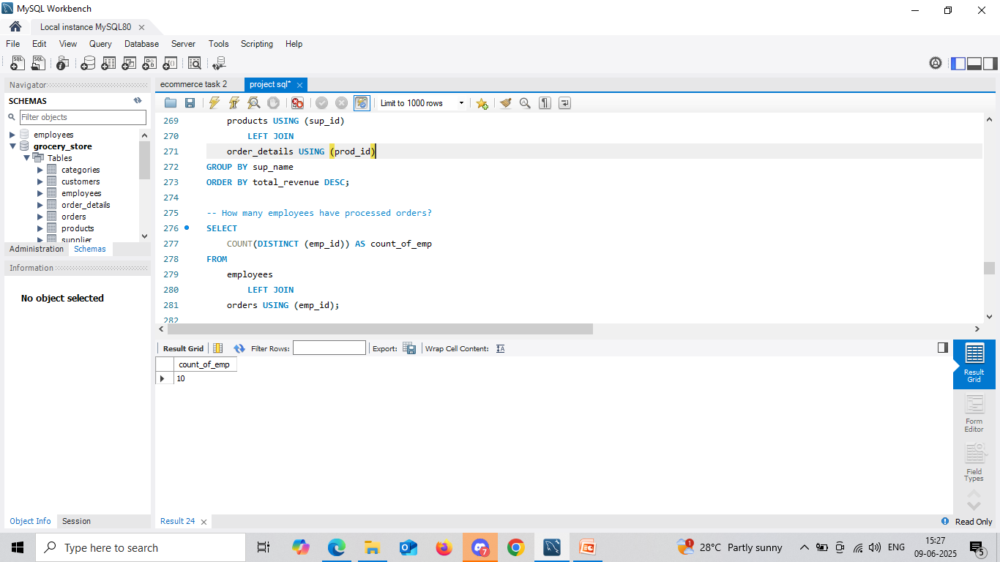 MySQL Workbench
Local instance MySQL80
File Edit View Query Database Server Tools Scripting Help
Navigator
SCHEMAS
Filter objects
employees
grocery_store
Tables
categories
customers
employees
order_details
orders
products
supplier
Administration Schemas
Information
No object selected
Object Info Session
ecommerce task 2 project sql*
Limit to 1000 rows
269 products USING (sup_id)
270 LEFT JOIN
271 order_details USING (prod_id)
272 GROUP BY sup_name
273 ORDER BY total_revenue DESC;
274
275 -- How many employees have processed orders?
276 SELECT
277 COUNT(DISTINCT (emp_id)) AS count_of_emp
278 FROM
279 employees
280 LEFT JOIN
281 orders USING (emp_id);
282
Result Grid Filter Rows: Export: Wrap Cell Content:
count_of_emp
10
Result Grid
Form Editor
Field Types
Result 24
Read Only
Type here to search
7
1
28°C Partly sunny
ENG
15:27
09-06-2025
5